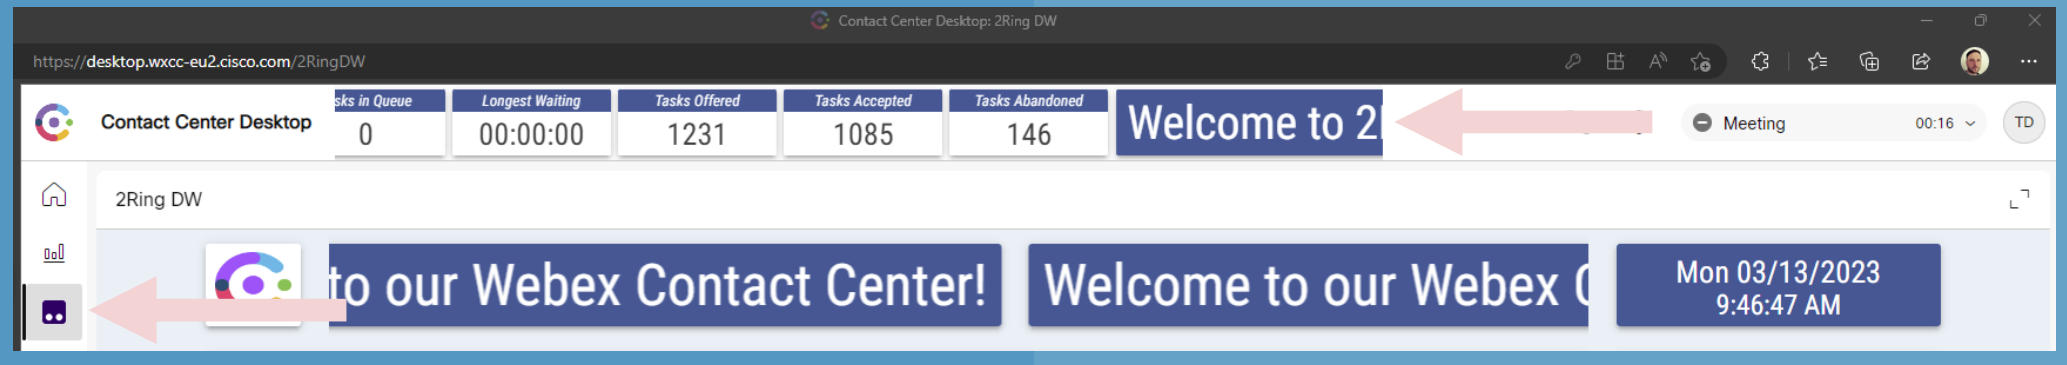 Contact Center Desktop: 2Ring DW
https://desktop.wxcc-eu2.cisco.com/2RingDW
Contact Center Desktop
sks in Queue
0
Longest Waiting
00:00:00
Tasks Offered
1231
Tasks Accepted
1085
Tasks Abandoned
146
Welcome to 2
Meeting
00:16
TD
2Ring DW
to our Webex Contact Center!
Welcome to our Webex
Mon 03/13/2023
9:46:47 AM